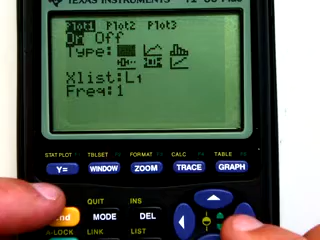 TEXAS INSTRUMENTS
Plot1 Plot2 Plot3
On Off
Type:
Xlist:L1
Freq:1
STAT PLOT TBLSET FORMAT CALC TABLE
Y= WINDOW ZOOM TRACE GRAPH
QUIT INS
MODE DEL
A-LOCK LINK LIST